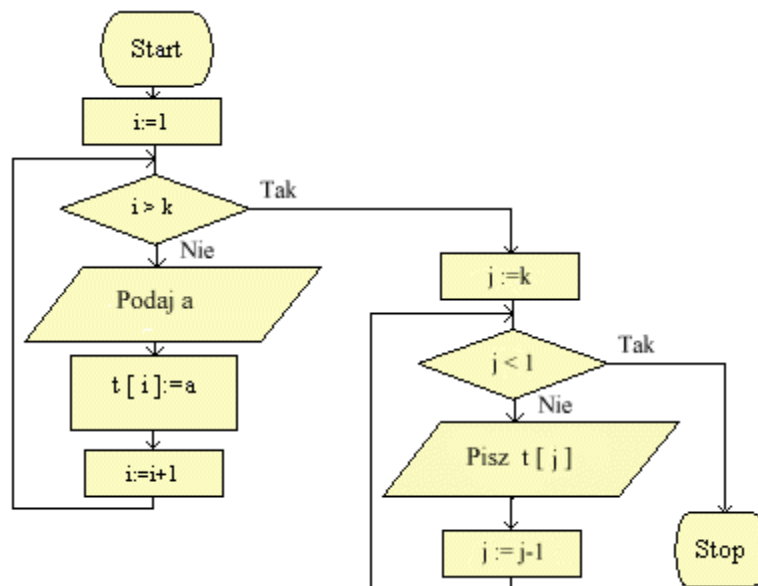 Start
i:=1
i > k
Tak
Nie
Podaj a
t [ i ]:=a
i:=i+1
j :=k
j < 1
Tak
Nie
Pisz t [ j ]
j := j-1
Stop